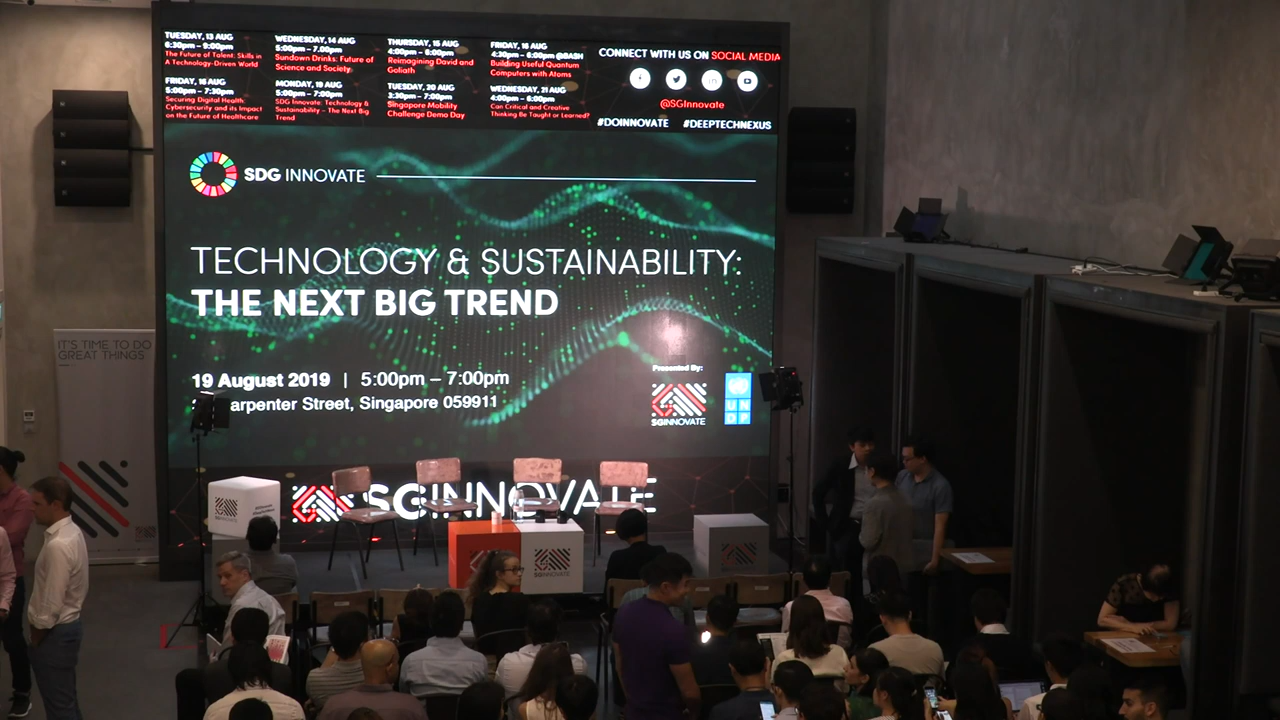 TUESDAY, 13 AUG
6:30pm - 9:00pm
The Future of Talent: Skills in
A Technology-Driven World
WEDNESDAY, 14 AUG
5:00pm - 7.00pm
Sundown Drinks: Future of
Science and Society
THURSDAY, 15 AUG
4:00pm - 6:00pm
Reimagining David and
Goliath
FRIDAY, 16 AUG
4:30pm - 6:00pm @BASH
Building Useful Quantum
Computers with Atoms
CONNECT WITH US ON SOCIAL MEDIA
FRIDAY, 16 AUG
5:00pm - 7:30pm
Securing Digital Health:
Cybersecurity and its Impact
on the Future of Healthcare
MONDAY, 19 AUG
5:00pm - 7:00pm
SDG Innovate: Technology &
Sustainability - The Next Big
Trend
TUESDAY, 20 AUG
3:30pm - 7:00pm
Singapore Mobility
Challenge Demo Day
WEDNESDAY, 21 AUG
4:00pm - 6:00pm
Can Critical and Creative
Thinking Be Taught or Learned?
@SGInnovate
#DOINNOVATE #DEEPTECHNEXUS
SDG INNOVATE
TECHNOLOGY & SUSTAINABILITY:
THE NEXT BIG TREND
19 August 2019 | 5:00pm – 7:00pm
arpenter Street, Singapore 059911
Presented By:
SGINNOVATE
UNDP
IT'S TIME TO DO
GREAT THINGS
SGINNOVATE
SGINNOVATE